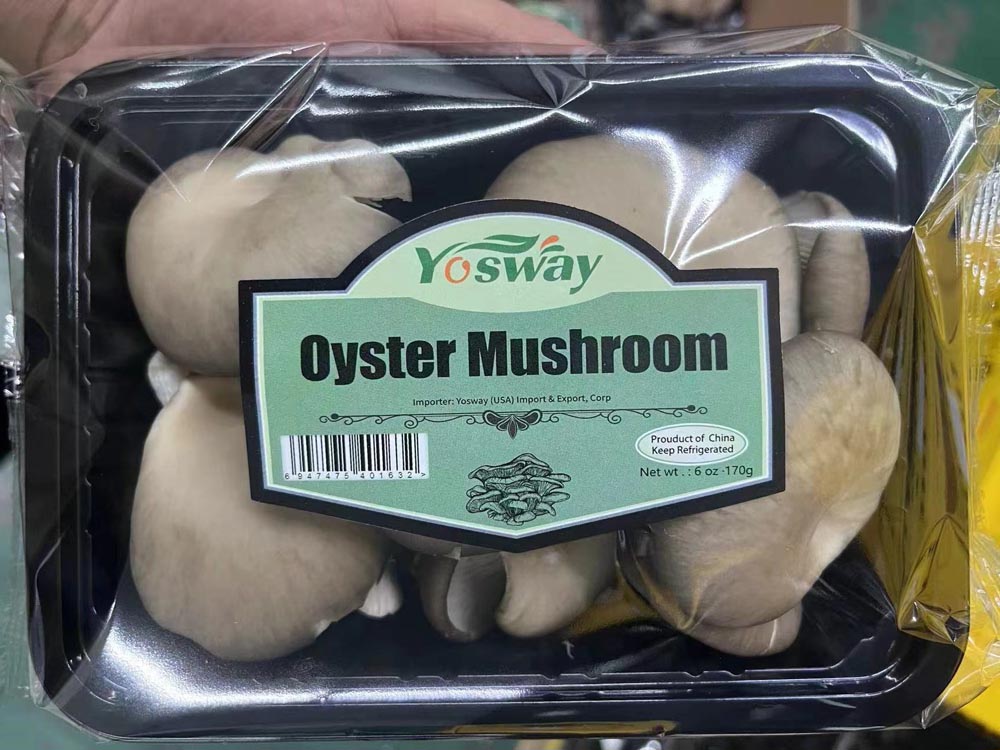 Yosway
Oyster Mushroom
Importer: Yosway (USA) Import & Export, Corp
6 947475 401632 >
Prouduct of China
Keep Refrigerated
Net wt . : 6 oz ·170g